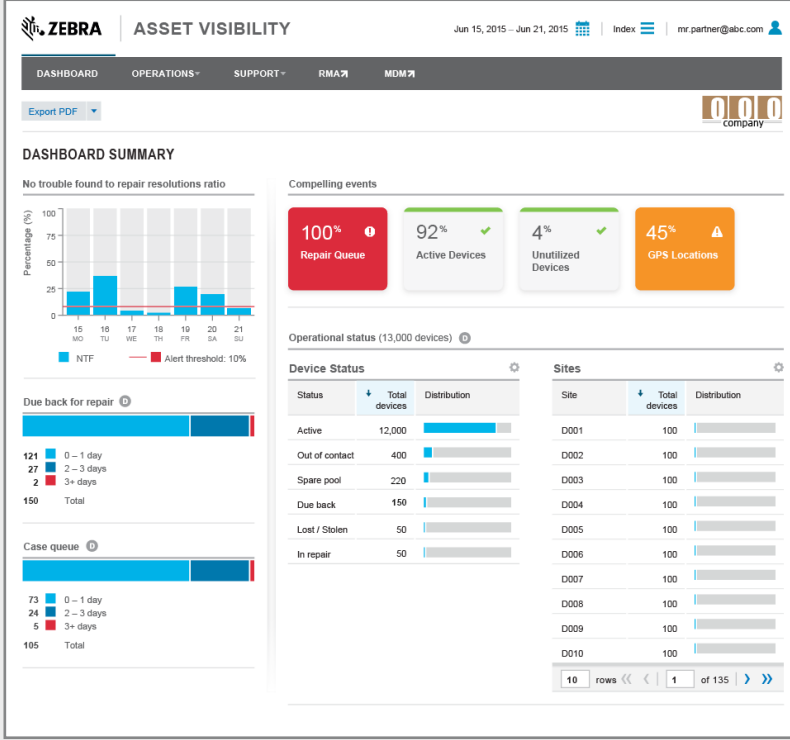 ZEBRA
ASSET VISIBILITY
Jun 15, 2015 – Jun 21, 2015
Index
mr.partner@abc.com
DASHBOARD
OPERATIONS
SUPPORT
RMA
MDM
Export PDF
000
company
DASHBOARD SUMMARY
No trouble found to repair resolutions ratio
Percentage (%)
100
75
50
25
0
15 16 17 18 19 20 21
MO TU WE TH FR SA SU
NTF
Alert threshold: 10%
Due back for repair D
121 0 – 1 day
27 2 – 3 days
2 3+ days
150 Total
Case queue D
73 0 – 1 day
24 2 – 3 days
5 3+ days
105 Total
Compelling events
100%
Repair Queue
92%
Active Devices
4%
Unutilized
Devices
45%
GPS Locations
Operational status (13,000 devices) D
Device Status
Status Total Distribution
devices
Active 12,000
Out of contact 400
Spare pool 220
Due back 150
Lost / Stolen 50
In repair 50
Sites
Site Total Distribution
devices
D001 100
D002 100
D003 100
D004 100
D005 100
D006 100
D007 100
D008 100
D009 100
D010 100
10 rows 1 of 135